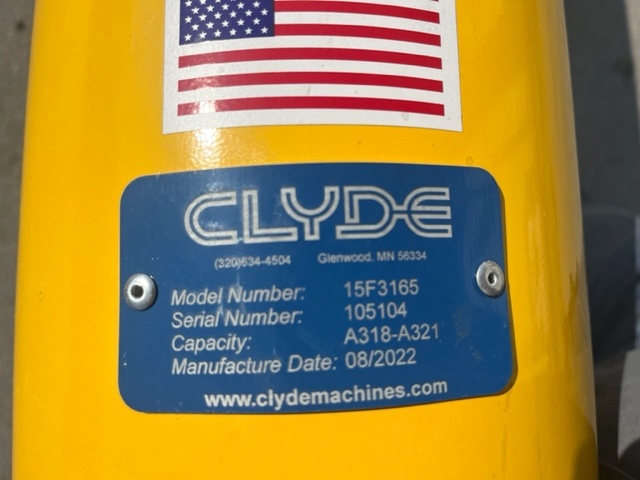 CLYDE
(320)634-4504 Glenwood, MN 56334
Model Number: 15F3165
Serial Number: 105104
Capacity: A318-A321
Manufacture Date: 08/2022
www.clydemachines.com